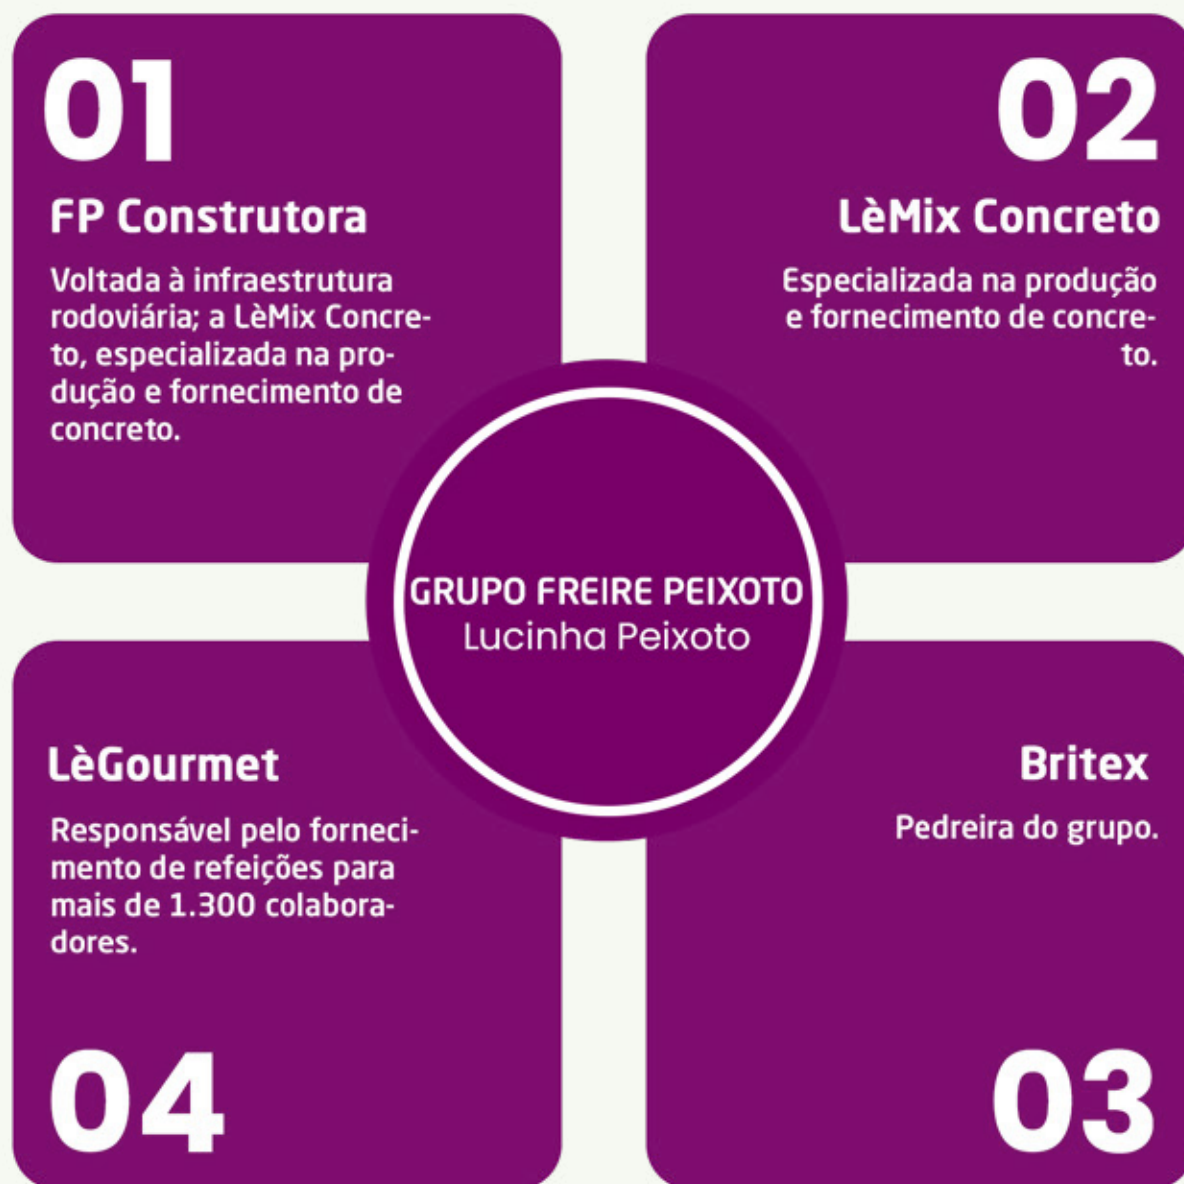 01
FP Construtora
Voltada à infraestrutura
rodoviária; a LèMix Concre-
to, especializada na pro-
dução e fornecimento de
concreto.
02
LèMix Concreto
Especializada na produção
e fornecimento de concre-
to.
GRUPO FREIRE PEIXOTO
Lucinha Peixoto
LèGourmet
Responsável pelo forneci-
mento de refeições para
mais de 1.300 colabora-
dores.
04
Britex
Pedreira do grupo.
03